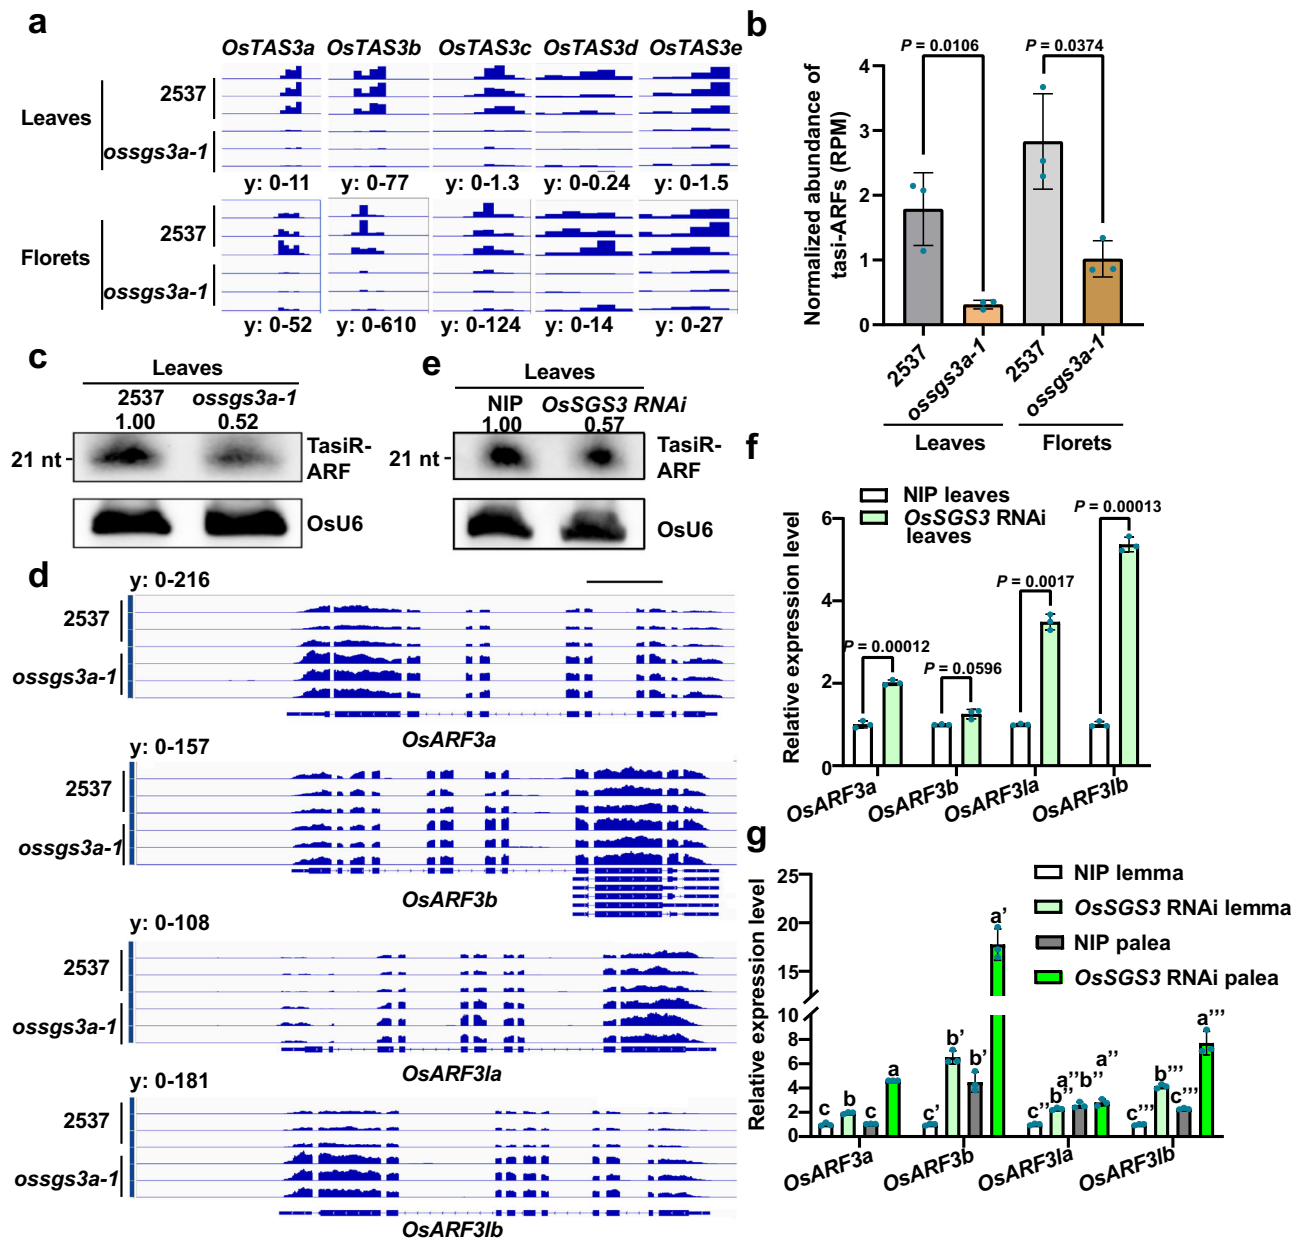 a
OsTAS3a OsTAS3b OsTAS3c OsTAS3d OsTAS3e
Leaves
2537
ossgs3a-1
y: 0-11 y: 0-77 y: 0-1.3 y: 0-0.24 y: 0-1.5
Florets
2537
ossgs3a-1
y: 0-52 y: 0-610 y: 0-124 y: 0-14 y: 0-27
b
P = 0.0106 P = 0.0374
Normalized abundance of
tasi-ARFs (RPM)
4
3
2
1
0
2537 ossgs3a-1 2537 ossgs3a-1
Leaves Florets
c
Leaves
2537 ossgs3a-1
1.00 0.52
21 nt
TasiR-
ARF
OsU6
e
Leaves
NIP OsSGS3 RNAi
1.00 0.57
21 nt
TasiR-
ARF
OsU6
d
y: 0-216
2537
ossgs3a-1
OsARF3a
y: 0-157
2537
ossgs3a-1
OsARF3b
y: 0-108
2537
ossgs3a-1
OsARF3la
y: 0-181
2537
ossgs3a-1
OsARF3lb
f
NIP leaves
OsSGS3 RNAi
leaves
Relative expression level
6
4
2
0
P = 0.00012
P = 0.0596
P = 0.0017
P = 0.00013
OsARF3a OsARF3b OsARF3la OsARF3lb
g
NIP lemma
OsSGS3 RNAi lemma
NIP palea
OsSGS3 RNAi palea
Relative expression level
25
20
15
10
8
6
4
2
0
c b c a
c’ b’ b’ a’
c’’ b’’ a’’b’’ a’’
c’’’ b’’’ c’’’ a’’’
OsARF3a OsARF3b OsARF3la OsARF3lb